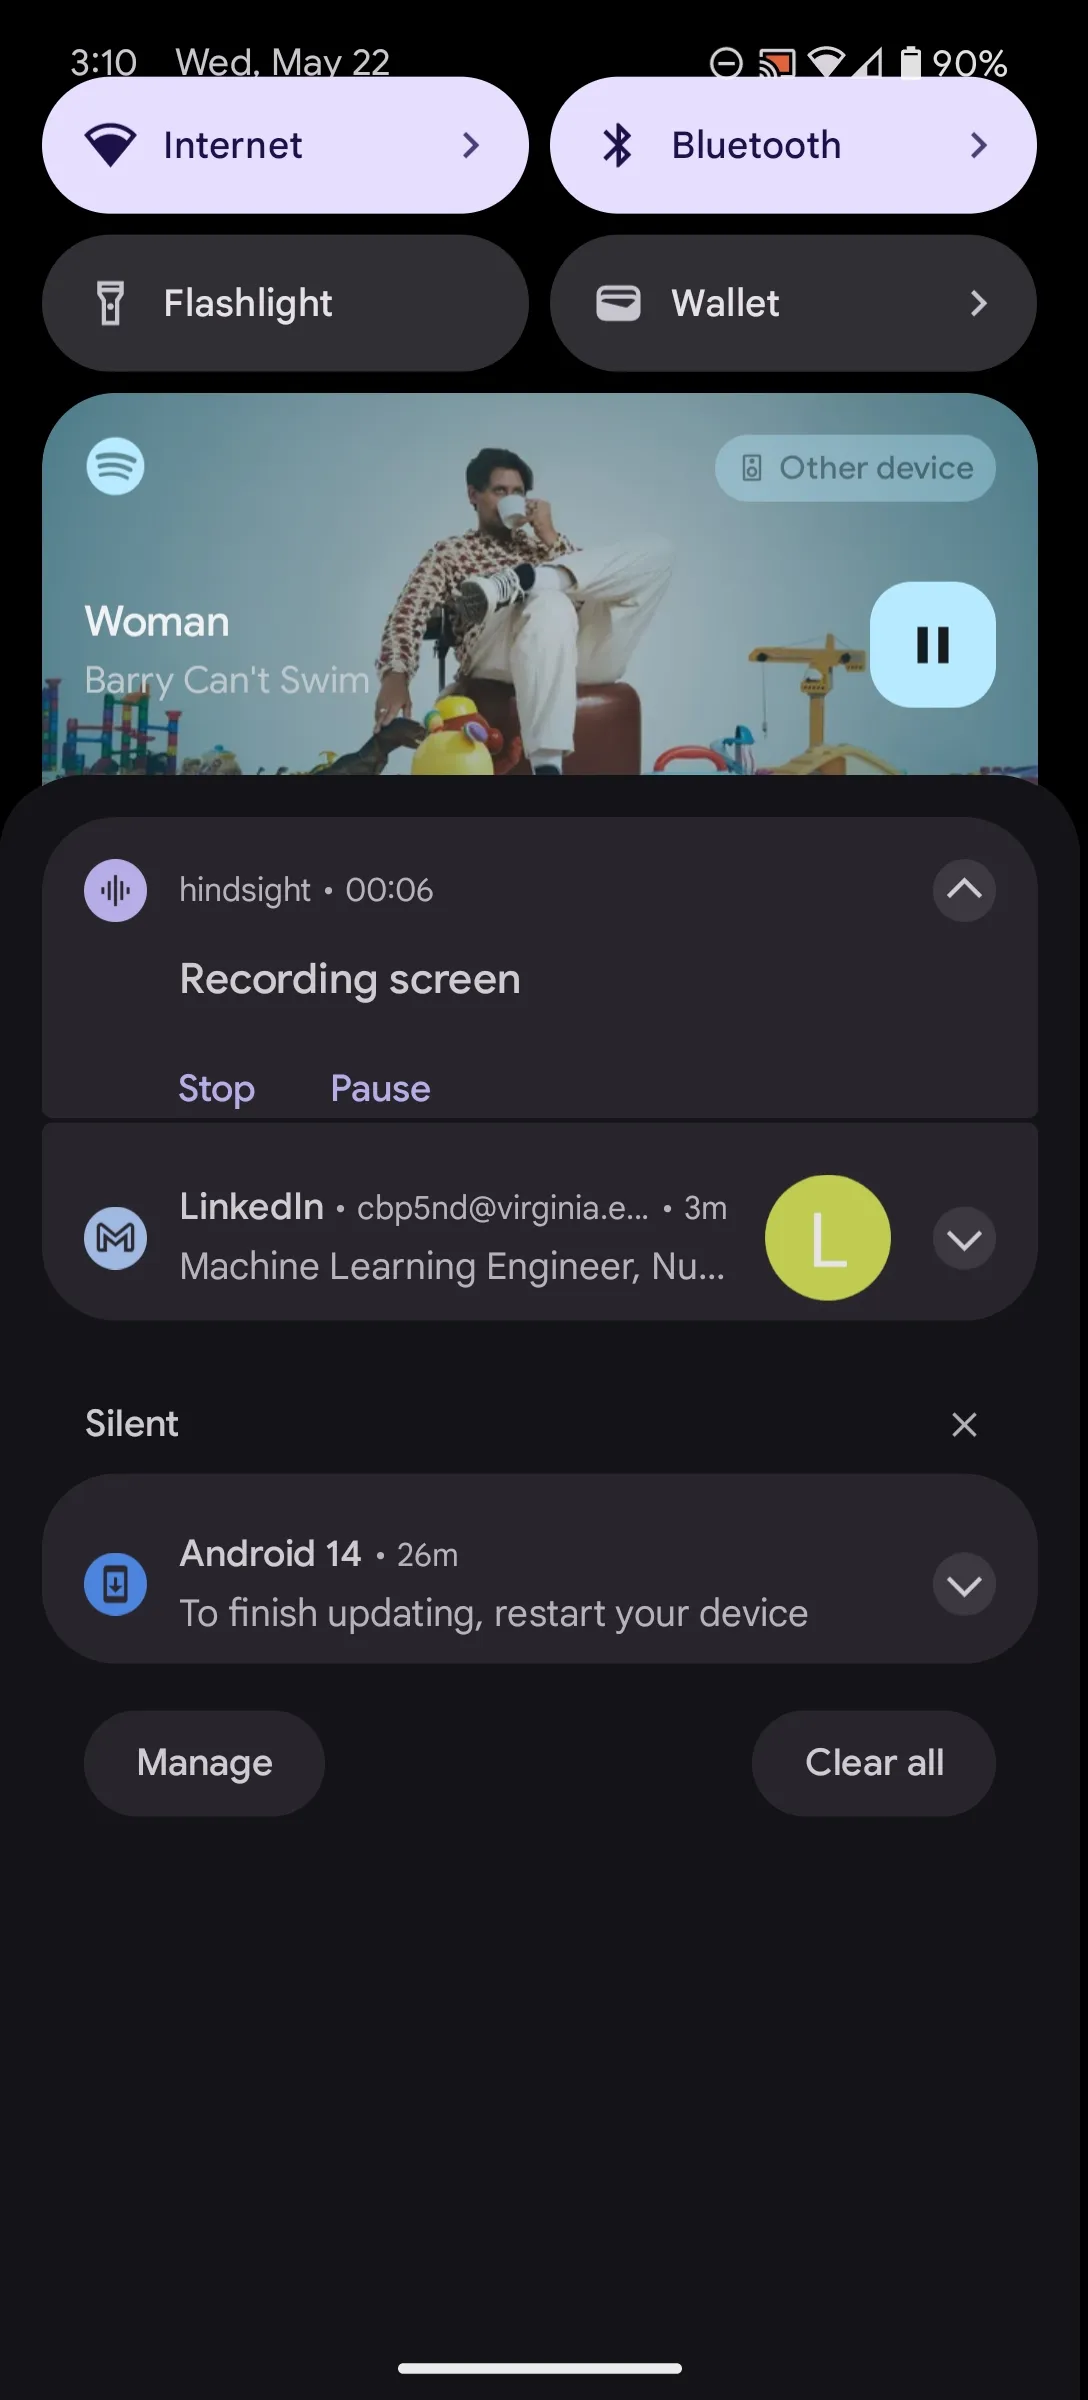 3:10 Wed, May 22 90%
Internet Bluetooth
Flashlight Wallet
Other device
Woman
Barry Can't Swim
hindsight • 00:06
Recording screen
Stop Pause
LinkedIn • cbp5nd@virginia.e... • 3m
Machine Learning Engineer, Nu...
L
Silent
Android 14 • 26m
To finish updating, restart your device
Manage Clear all